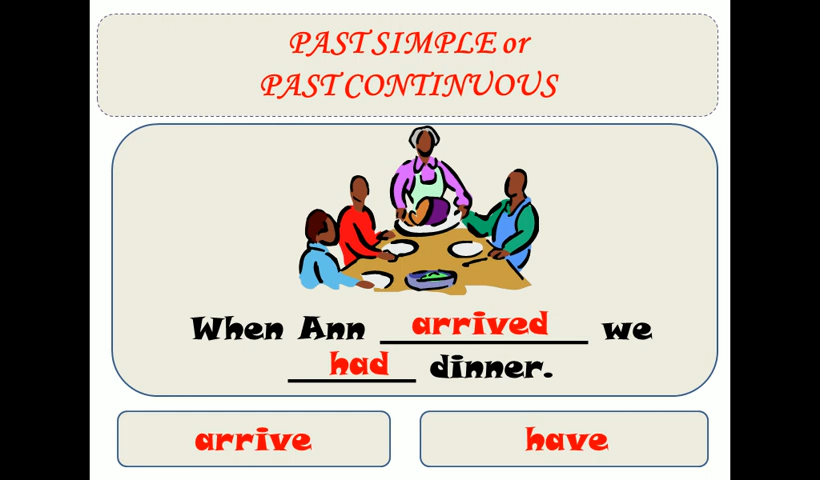 PAST SIMPLE or
PAST CONTINUOUS
When Ann arrived we
had dinner.
arrive
have